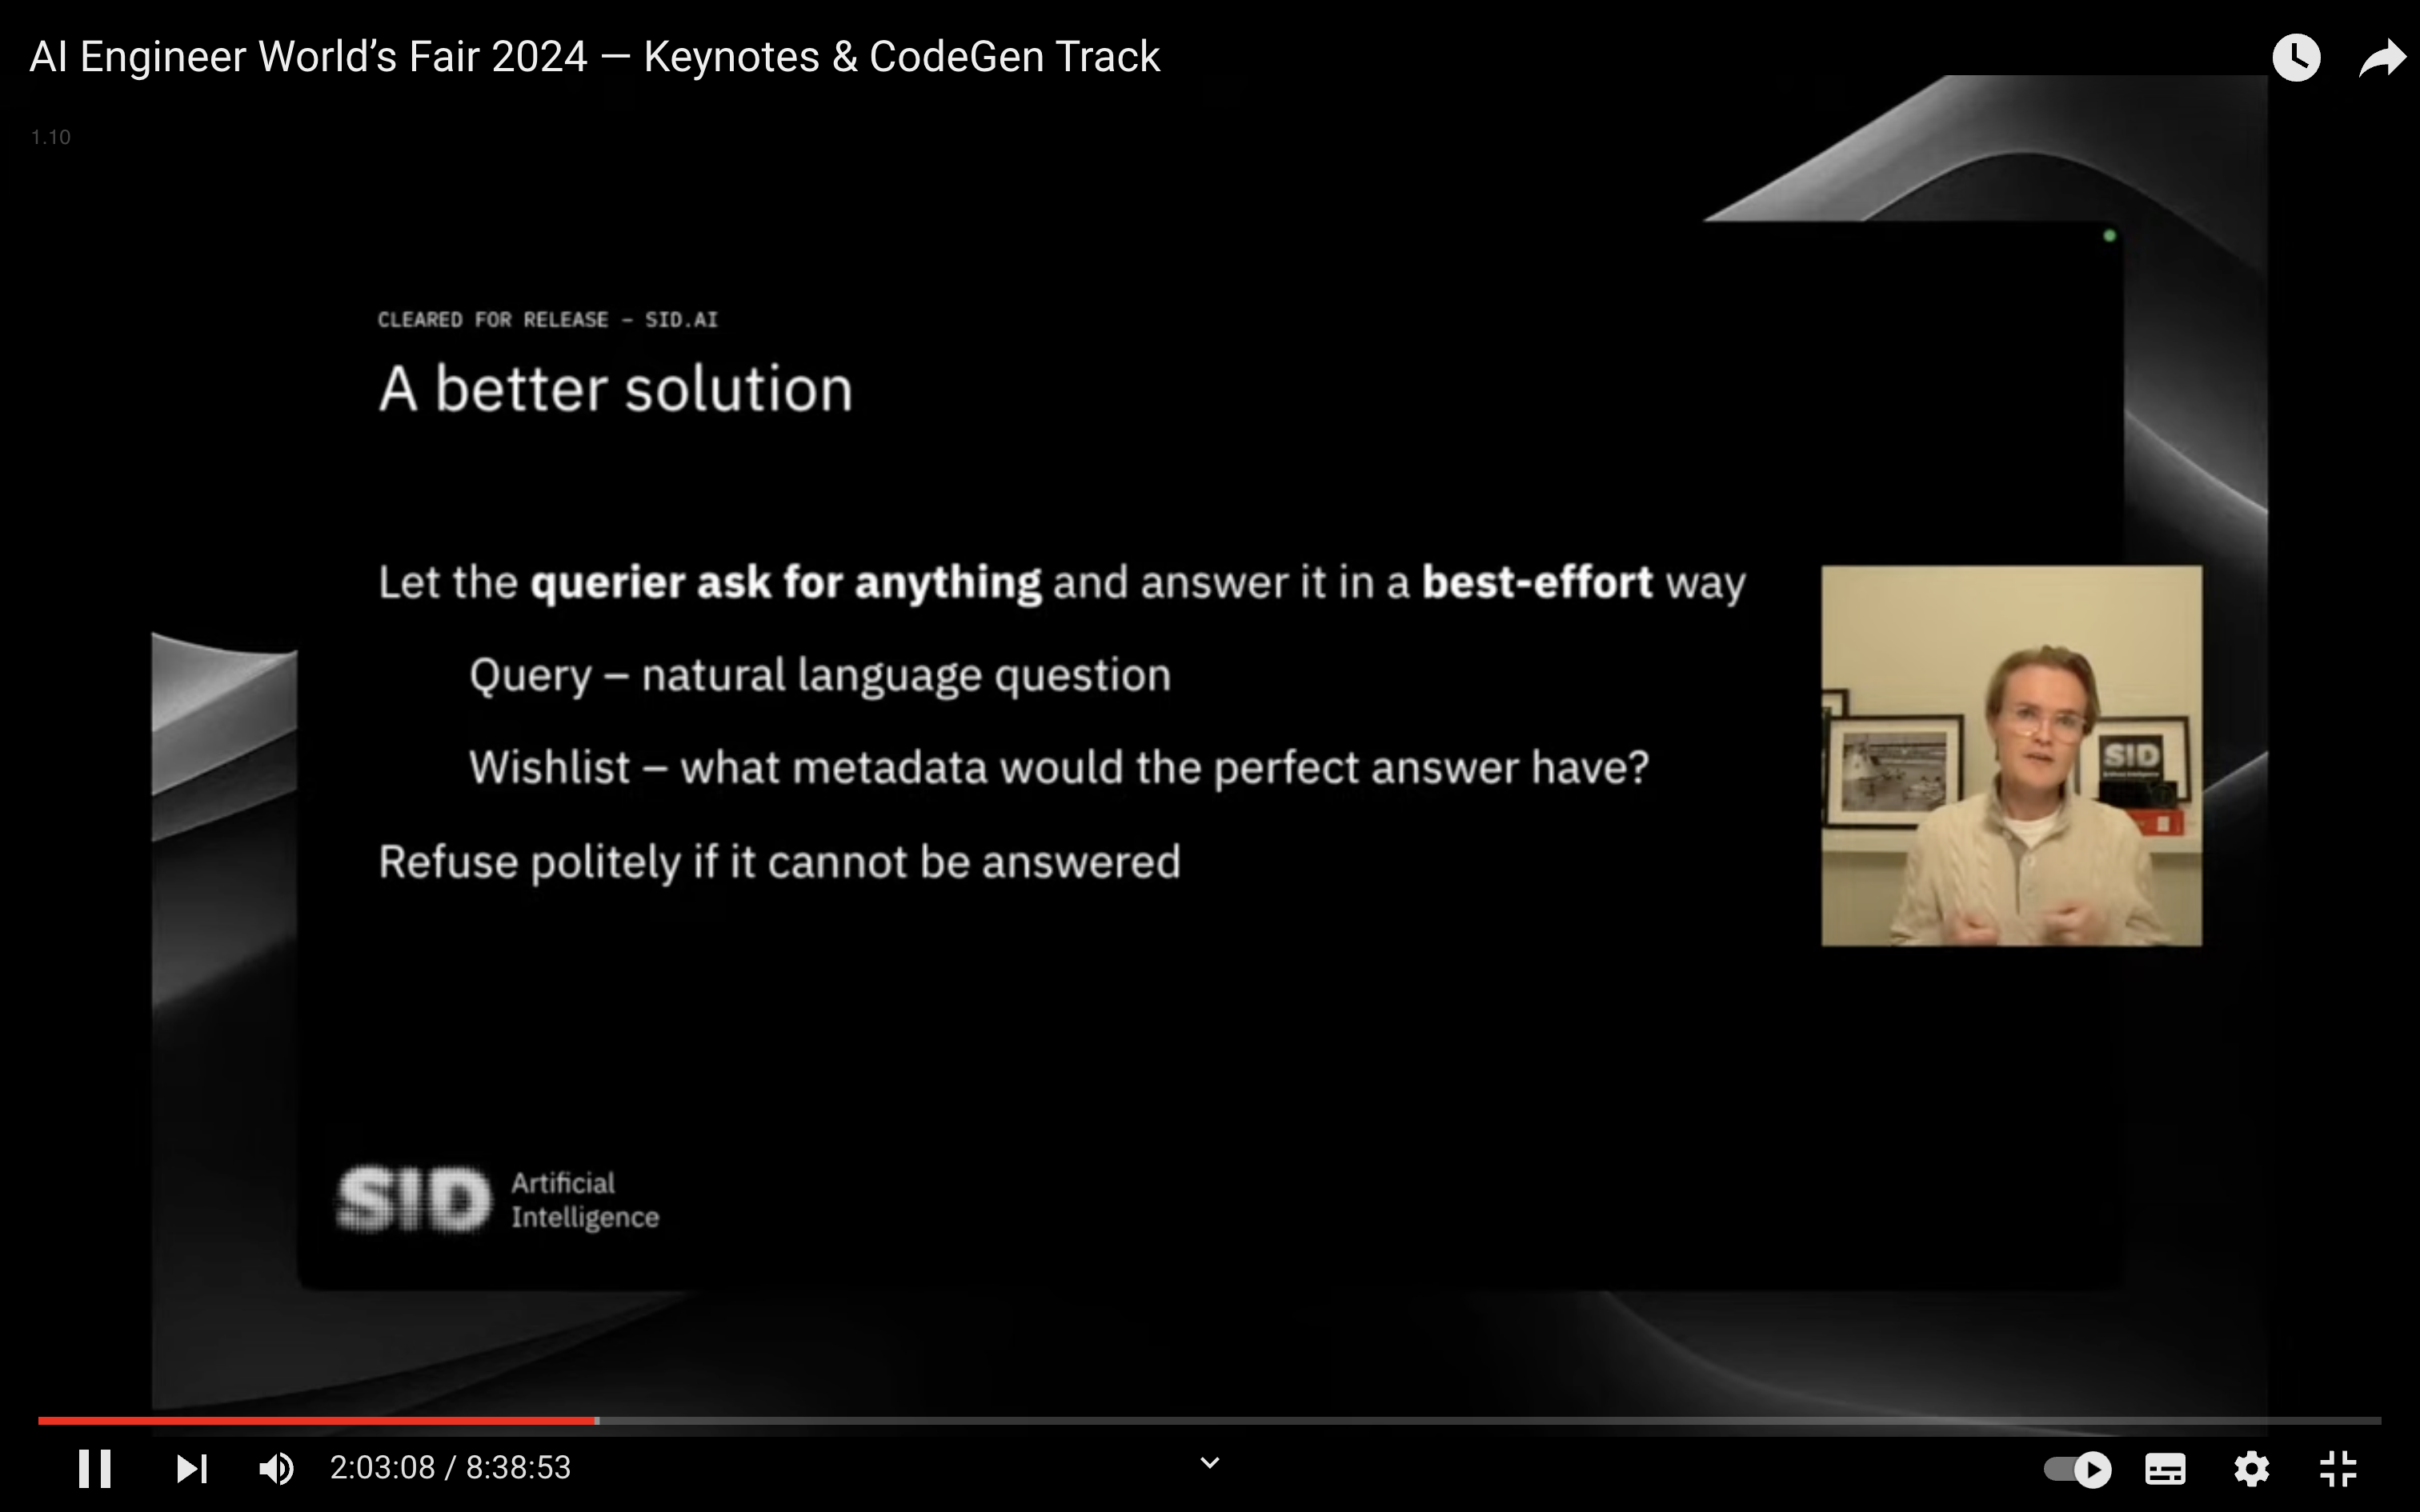 AI Engineer World’s Fair 2024 — Keynotes & CodeGen Track
1.10
CLEARED FOR RELEASE – SID.AI
A better solution
Let the querier ask for anything and answer it in a best-effort way
Query – natural language question
Wishlist – what metadata would the perfect answer have?
Refuse politely if it cannot be answered
SID
SID Artificial
Intelligence
2:03:08 / 8:38:53